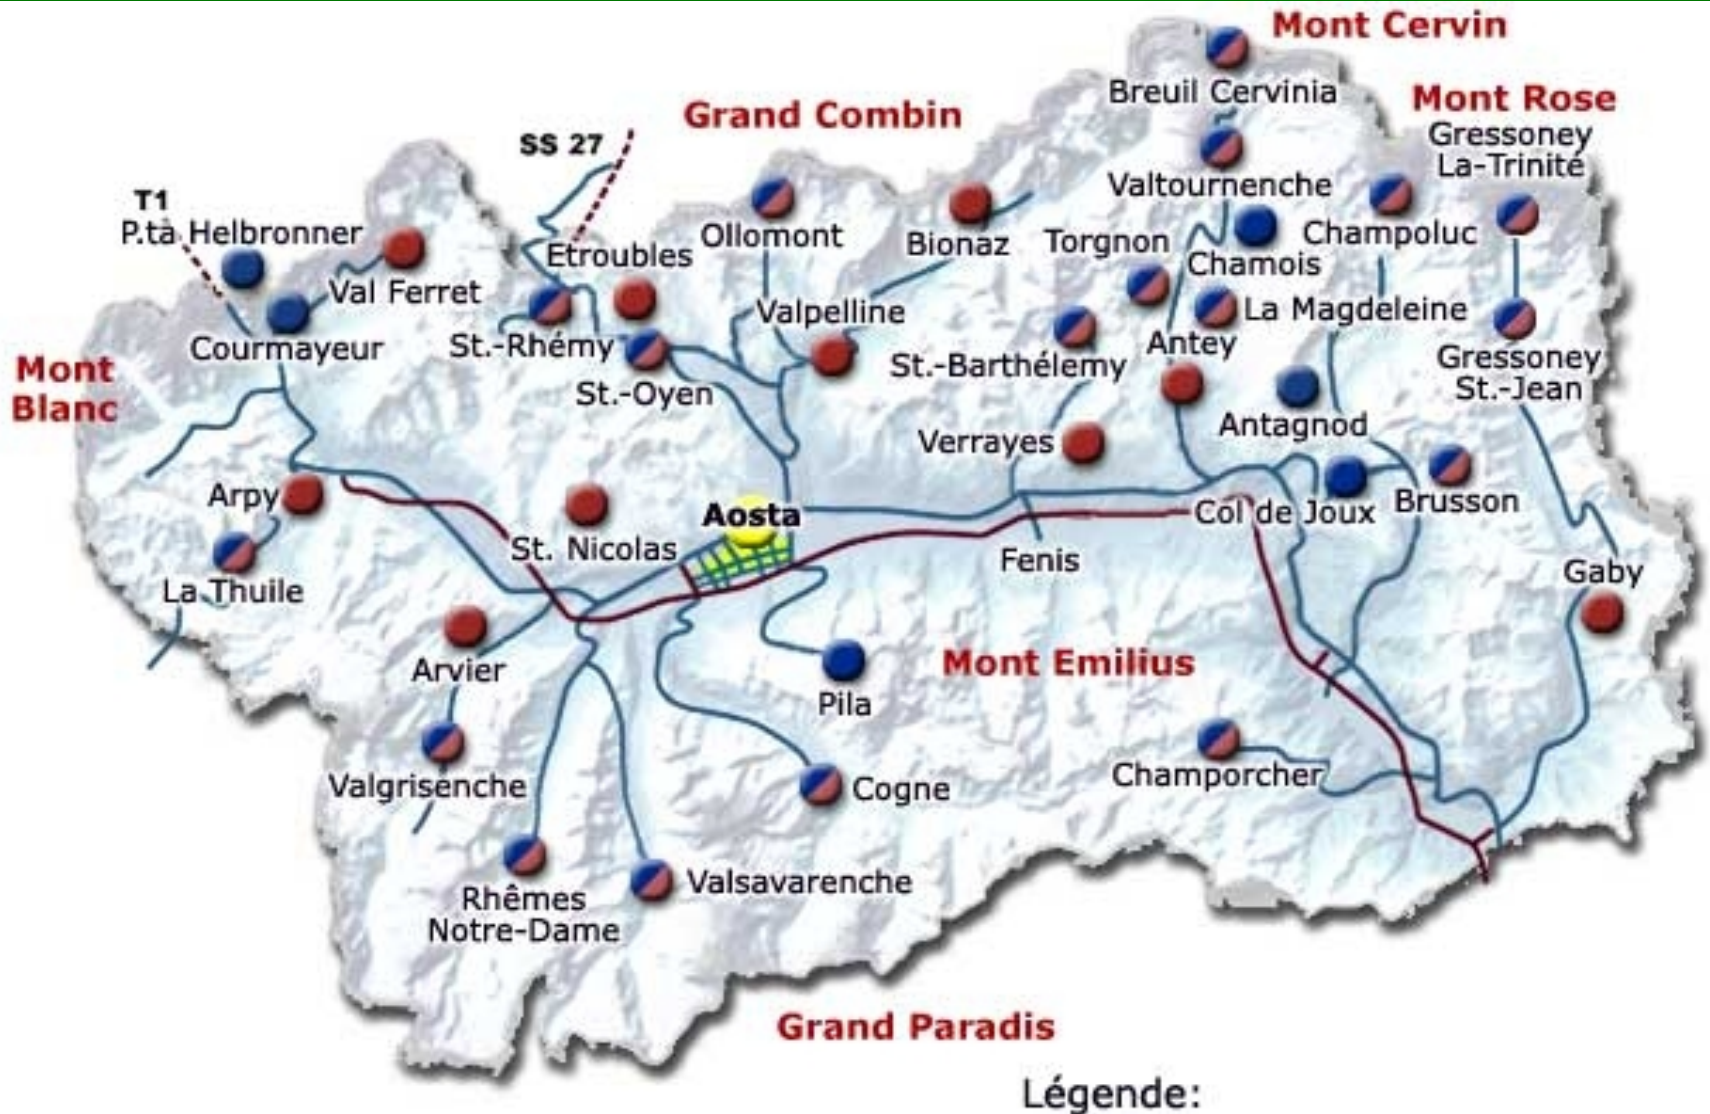 Mont Cervin
Breuil Cervinia
Mont Rose
Grand Combin
Gressoney
La-Trinité
SS 27
Valtournenche
T1
P.tà Helbronner
Ollomont
Bionaz
Torgnon
Champoluc
Etroubles
Chamois
Val Ferret
Valpelline
La Magdeleine
Courmayeur
St.-Rhémy
St.-Barthélemy
Antey
Gressoney
St.-Jean
Mont
Blanc
St.-Oyen
Antagnod
Verrayes
Arpy
Aosta
Col de Joux
Brusson
St. Nicolas
Fenis
Gaby
La Thuile
Arvier
Mont Emilius
Pila
Valgrisenche
Cogne
Champorcher
Rhêmes
Notre-Dame
Valsavarenche
Grand Paradis
Légende: